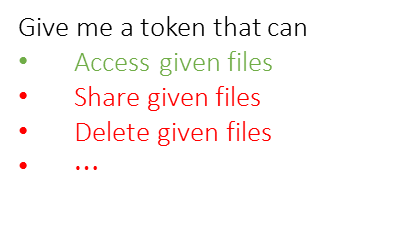 Give me a token that can
• Access given files
• Share given files
• Delete given files
• ...